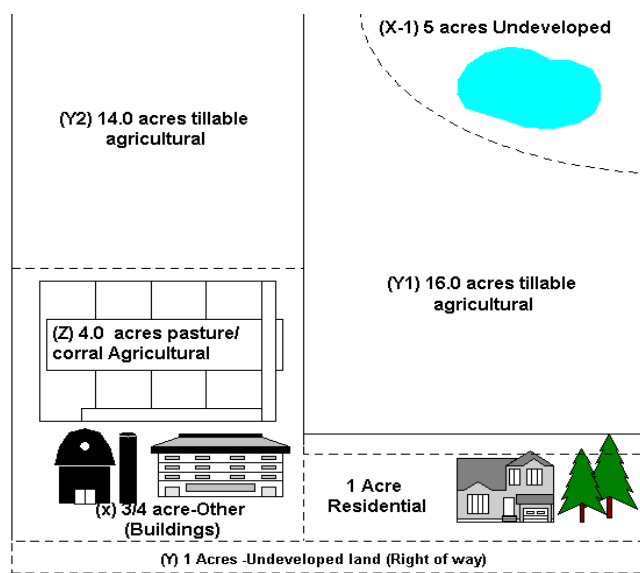 (X-1) 5 acres Undeveloped
(Y2) 14.0 acres tillable
agricultural
(Y1) 16.0 acres tillable
agricultural
(Z) 4.0 acres pasture/
corral Agricultural
(x) 3/4 acre-Other
(Buildings)
1 Acre
Residential
(Y) 1 Acres -Undeveloped land (Right of way)